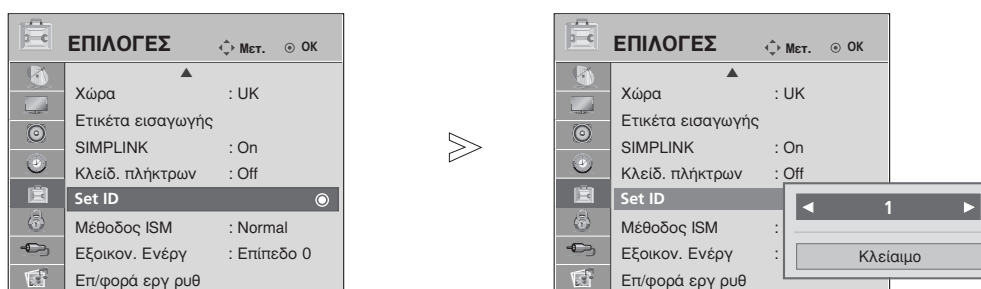 ΕΠΙΛΟΓΕΣ Μετ. OK
Χώρα : UK
Ετικέτα εισαγωγής
SIMPLINK : On
Κλείδ. πλήκτρων : Off
Set ID
Μέθοδος ISM : Normal
Εξοικον. Ενέργ : Επίπεδο 0
Επ/φορά εργ ρυθ
ΕΠΙΛΟΓΕΣ Μετ. OK
Χώρα : UK
Ετικέτα εισαγωγής
SIMPLINK : On
Κλείδ. πλήκτρων : Off
Set ID
Μέθοδος ISM :
Εξοικον. Ενέργ :
Επ/φορά εργ ρυθ
◄ 1 ►
Κλείαιμο